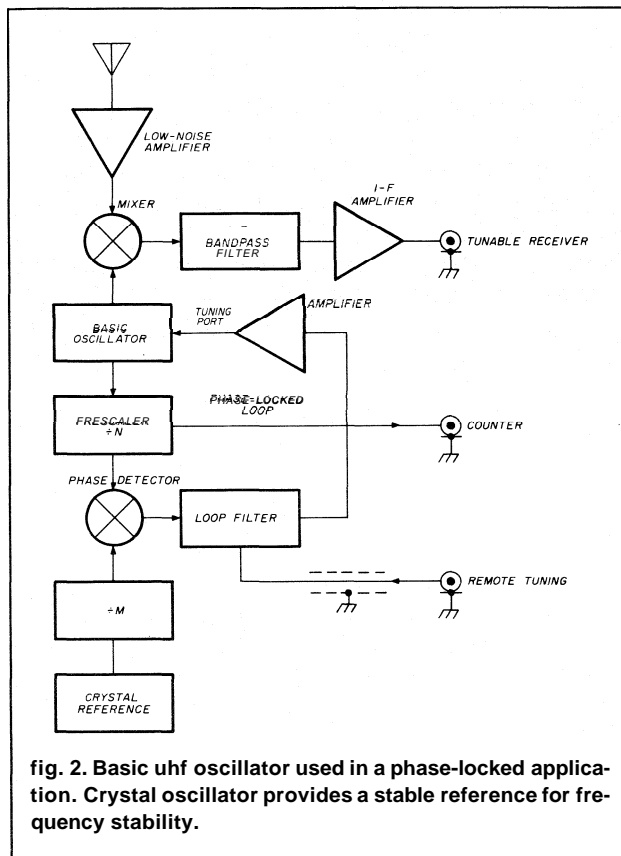 LOW-NOISE
AMPLIFIER
MIXER
BANDPASS
FILTER
I-F
AMPLIFIER
TUNABLE RECEIVER
BASIC
OSCILLATOR
TUNING
PORT
AMPLIFIER
FRESCALER
÷N
PHASE-LOCKED
LOOP
COUNTER
PHASE DETECTOR
LOOP FILTER
REMOTE TUNING
÷M
CRYSTAL
REFERENCE
fig. 2. Basic uhf oscillator used in a phase-locked applica-
tion. Crystal oscillator provides a stable reference for fre-
quency stability.